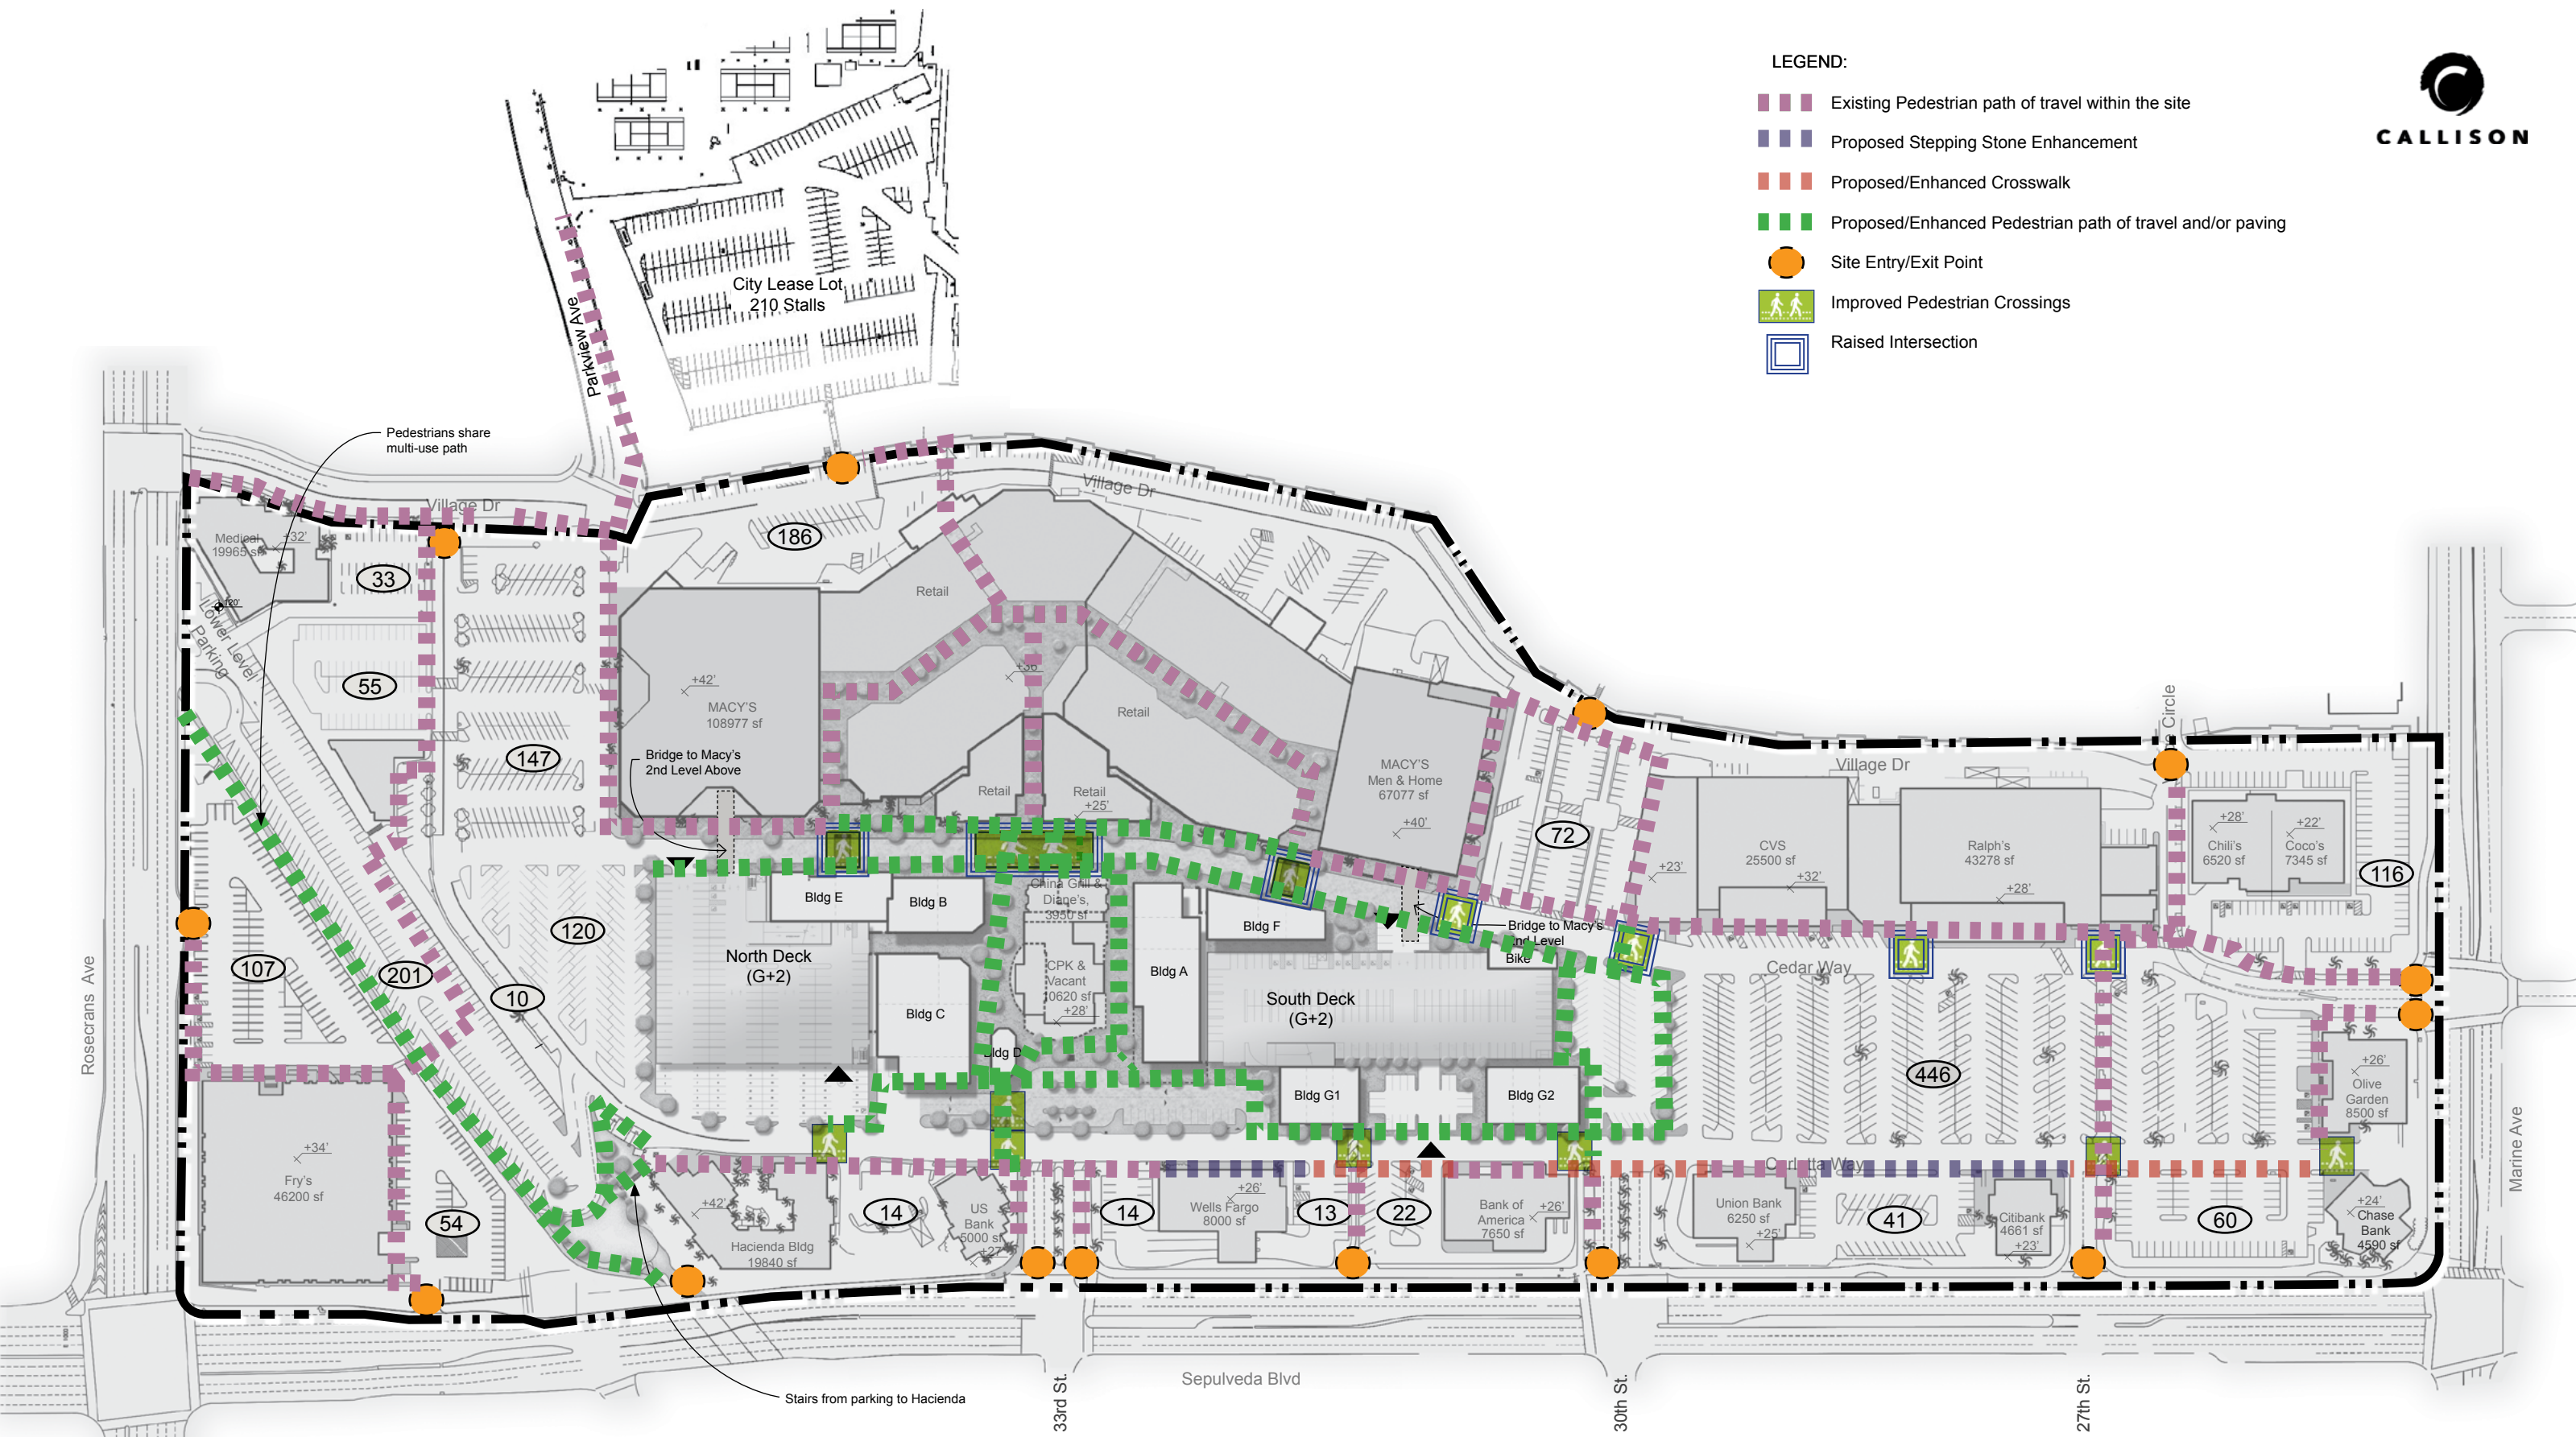 LEGEND:
Existing Pedestrian path of travel within the site
Proposed Stepping Stone Enhancement
Proposed/Enhanced Crosswalk
Proposed/Enhanced Pedestrian path of travel and/or paving
Site Entry/Exit Point
Improved Pedestrian Crossings
Raised Intersection
CALLISON
City Lease Lot
210 Stalls
Parkview Ave
Pedestrians share
multi-use path
Village Dr
Village Dr
Medical
19965 sf
+32'
33
120'
Lower Level
Parking
186
Retail
55
+42'
MACY'S
108977 sf
+36'
Retail
147
Bridge to Macy's
2nd Level Above
Retail
Retail
+25'
MACY'S
Men & Home
67077 sf
+40'
72
Village Dr
Circle
CVS
25500 sf
+32'
+23'
Ralph's
43278 sf
+28'
+28'
Chili's
6520 sf
+22'
Coco's
7345 sf
116
Bldg E
Bldg B
China Grill &
Diane's,
3950 sf
Bldg F
Bridge to Macy's
2nd Level
Bike
120
North Deck
(G+2)
CPK &
Vacant
10620 sf
+28'
Bldg A
South Deck
(G+2)
Cedar Way
107
201
10
Bldg C
Bldg D
Rosecrans Ave
446
Bldg G1
Bldg G2
+26'
Olive
Garden
8500 sf
Marine Ave
+34'
Fry's
46200 sf
Carlotta Way
54
+42'
Hacienda Bldg
19840 sf
14
US
Bank
5000 sf
+27'
14
+26'
Wells Fargo
8000 sf
13
22
Bank of
America
7650 sf
+26'
Union Bank
6250 sf
+25'
41
Citibank
4661 sf
+23'
60
+24'
Chase
Bank
4590 sf
Stairs from parking to Hacienda
Sepulveda Blvd
33rd St.
30th St.
27th St.